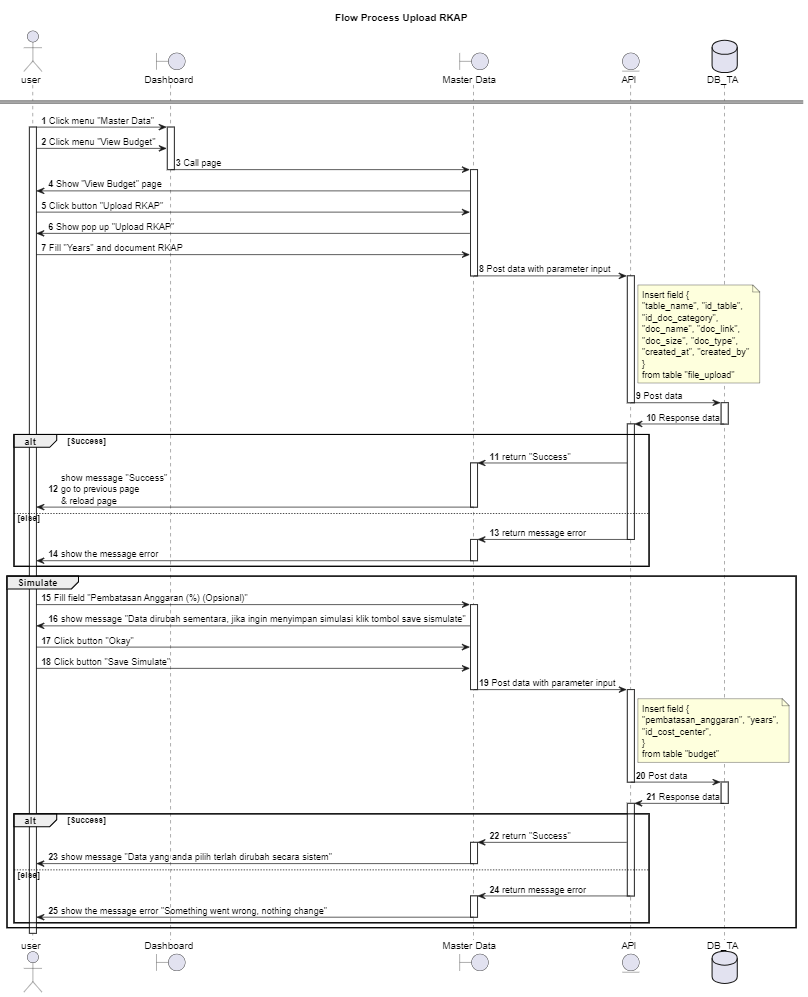 Flow Process Upload RKAP
user
Dashboard
Master Data
API
DB_TA
1 Click menu "Master Data"
2 Click menu "View Budget"
3 Call page
4 Show "View Budget" page
5 Click button "Upload RKAP"
6 Show pop up "Upload RKAP"
7 Fill "Years" and document RKAP
8 Post data with parameter input
Insert field {
"table_name", "id_table",
"id_doc_category",
"doc_name", "doc_link",
"doc_size", "doc_type",
"created_at", "created_by"
}
from table "file_upload"
9 Post data
10 Response data
alt [Success]
11 return "Success"
show message "Success"
12 go to previous page
& reload page
[else]
13 return message error
14 show the message error
Simulate
15 Fill field "Pembatasan Anggaran (%) (Opsional)"
16 show message "Data dirubah sementara, jika ingin menyimpan simulasi klik tombol save sismulate"
17 Click button "Okay"
18 Click button "Save Simulate"
19 Post data with parameter input
Insert field {
"pembatasan_anggaran", "years",
"id_cost_center",
}
from table "budget"
20 Post data
21 Response data
alt [Success]
22 return "Success"
23 show message "Data yang anda pilih terlah dirubah secara sistem"
[else]
24 return message error
25 show the message error "Something went wrong, nothing change"
user
Dashboard
Master Data
API
DB_TA